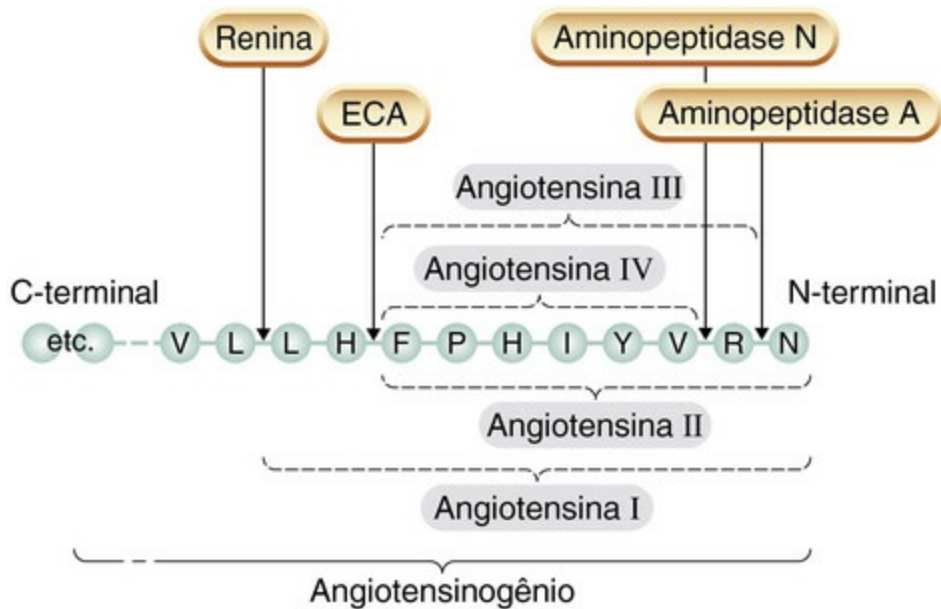 Renina
Aminopeptidase N
ECA
Aminopeptidase A
Angiotensina III
Angiotensina IV
C-terminal
N-terminal
etc. V L L H F P H I Y V R N
Angiotensina II
Angiotensina I
Angiotensinogênio